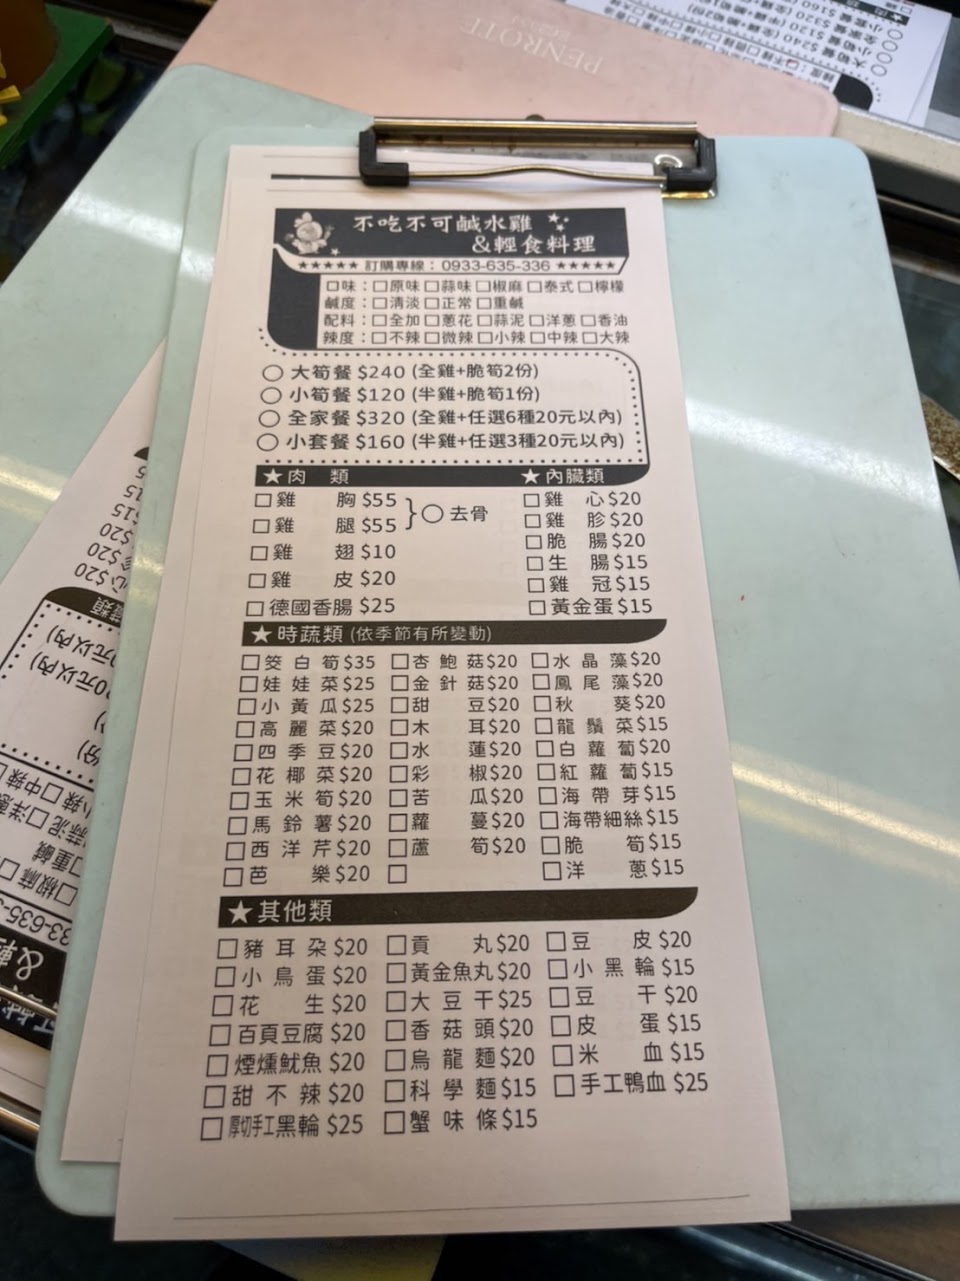 PENROTE
不吃不可鹹水雞
&輕食料理
★★★★★ 訂購專線：0933-635-336 ★★★★★
口味：□原味□蒜味□椒麻□泰式□檸檬
鹹度：□清淡□正常□重鹹
配料：□全加□蔥花□蒜泥□洋蔥□香油
辣度：□不辣□微辣□小辣□中辣□大辣
○ 大筍餐 $240 (全雞+脆筍2份)
○ 小筍餐 $120 (半雞+脆筍1份)
○ 全家餐 $320 (全雞+任選6種20元以內)
○ 小套餐 $160 (半雞+任選3種20元以內)
★肉 類
□雞 胸$55
□雞 腿$55
○去骨
□雞 翅$10
□雞 皮$20
□德國香腸$25
★內臟類
□雞 心$20
□雞 胗$20
□脆 腸$20
□生 腸$15
□雞 冠$15
□黃金蛋$15
★時蔬類 (依季節有所變動)
□筊白筍$35 □杏鮑菇$20 □水晶藻$20
□娃娃菜$25 □金針菇$20 □鳳尾藻$20
□小黃瓜$25 □甜 豆$20 □秋 葵$20
□高麗菜$20 □木 耳$20 □龍鬚菜$15
□四季豆$20 □水 蓮$20 □白蘿蔔$20
□花椰菜$20 □彩 椒$20 □紅蘿蔔$15
□玉米筍$20 □苦 瓜$20 □海帶芽$15
□馬鈴薯$20 □蘿 蔓$20 □海帶細絲$15
□西洋芹$20 □蘆 筍$20 □脆 筍$15
□芭 樂$20 □ □洋 蔥$15
★其他類
□豬耳朵$20 □貢 丸$20 □豆 皮$20
□小鳥蛋$20 □黃金魚丸$20 □小黑輪$15
□花 生$20 □大豆干$25 □豆 干$20
□百頁豆腐$20 □香菇頭$20 □皮 蛋$15
□煙燻魷魚$20 □烏龍麵$20 □米 血$15
□甜不辣$20 □科學麵$15 □手工鴨血$25
□厚切手工黑輪$25 □蟹味條$15